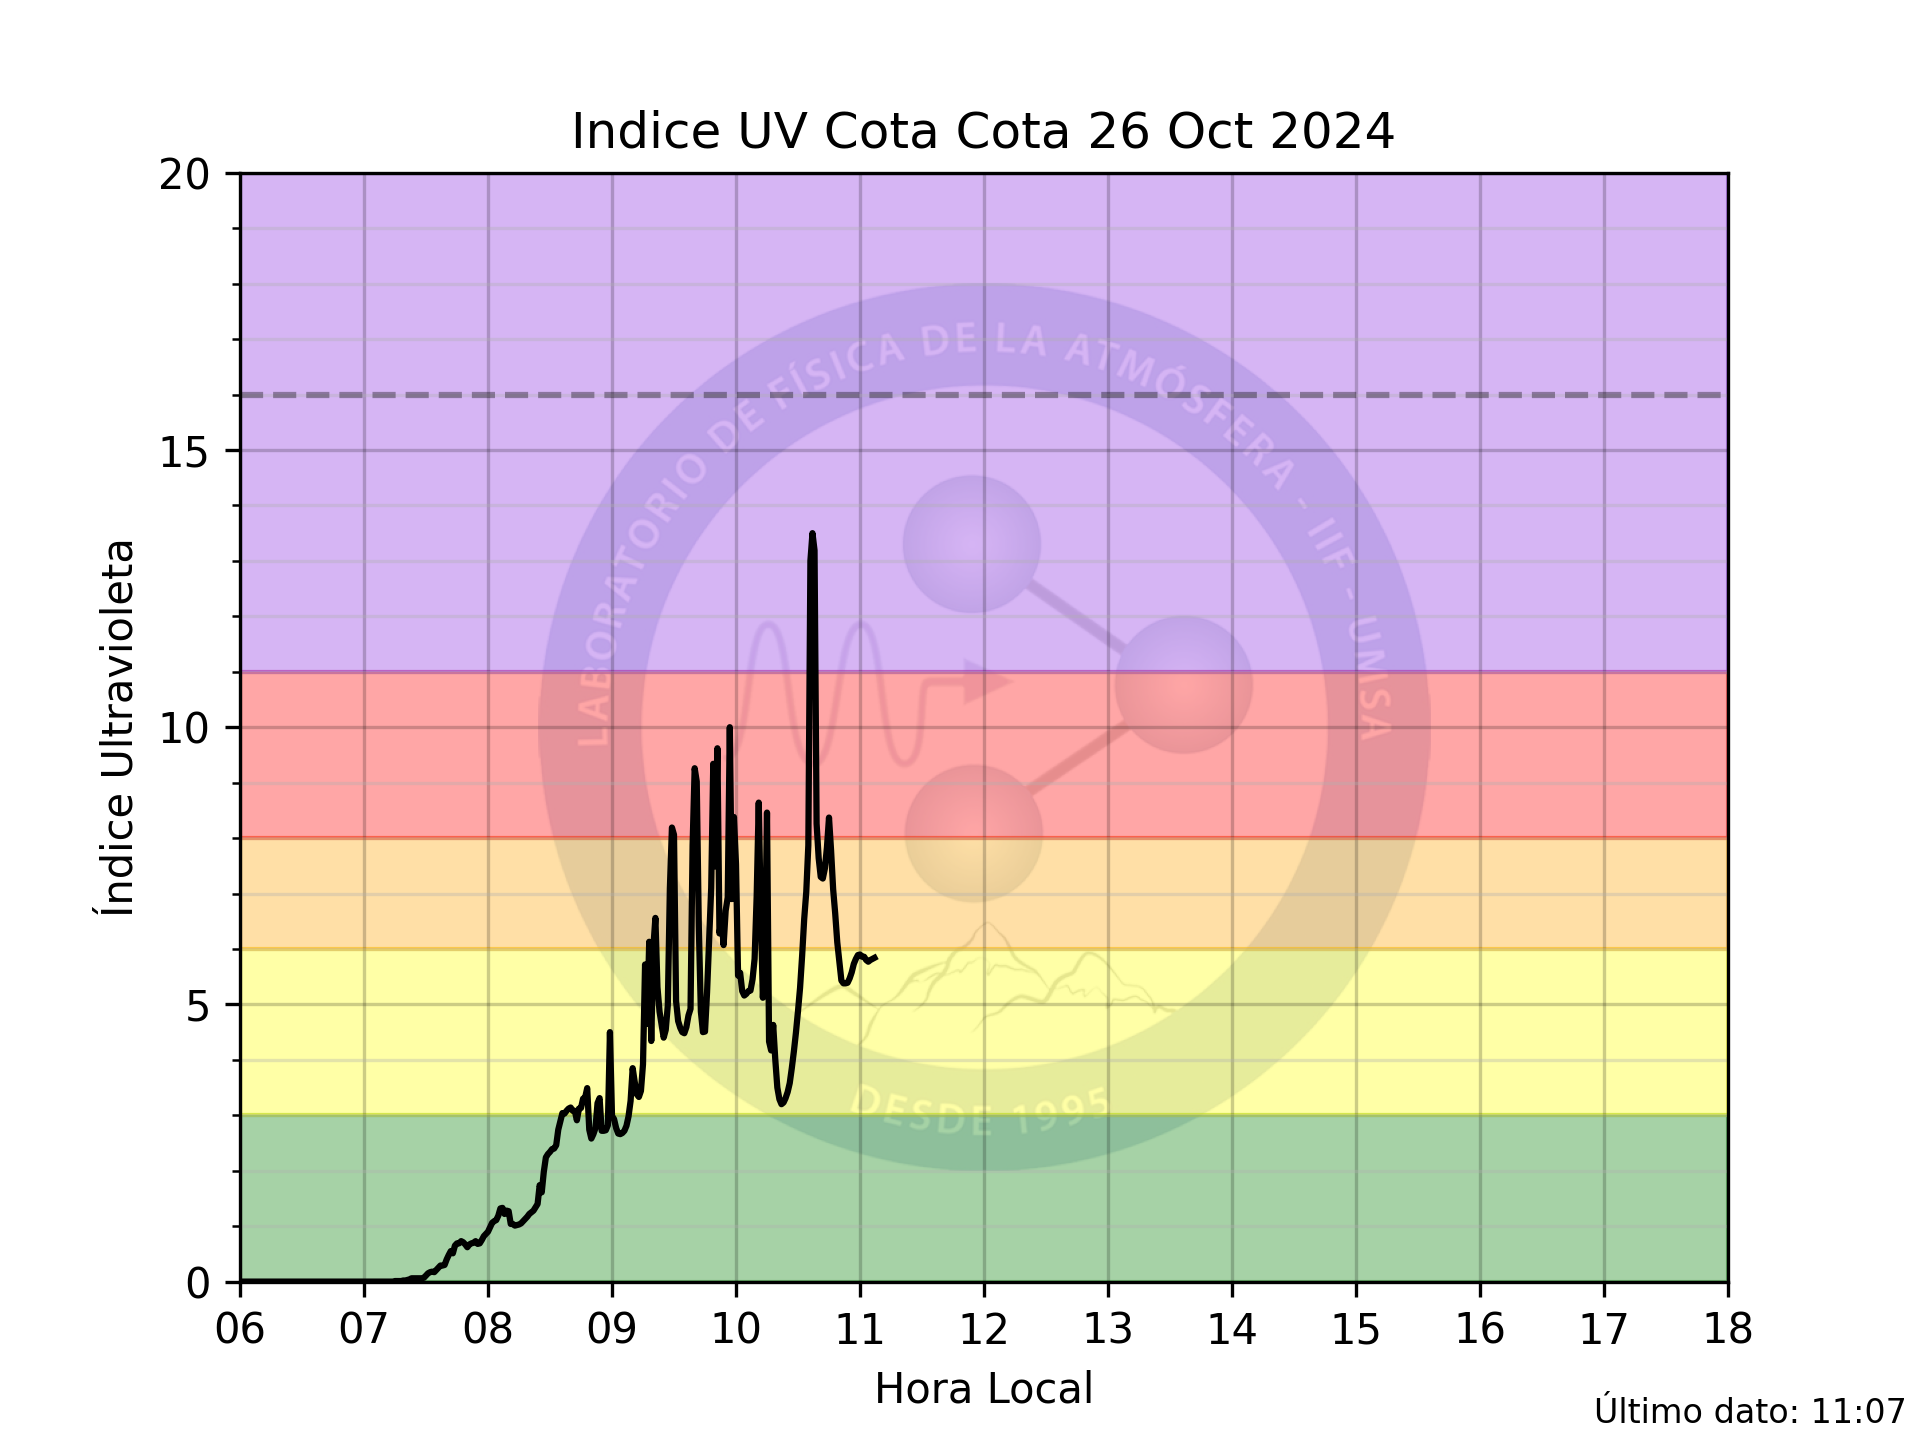 Indice UV Cota Cota 26 Oct 2024
20
15
10
5
0
Índice Ultravioleta
LABORATORIO DE FÍSICA DE LA ATMÓSFERA - IIF - UMSA
DESDE 1995
06 07 08 09 10 11 12 13 14 15 16 17 18
Hora Local
Último dato: 11:07